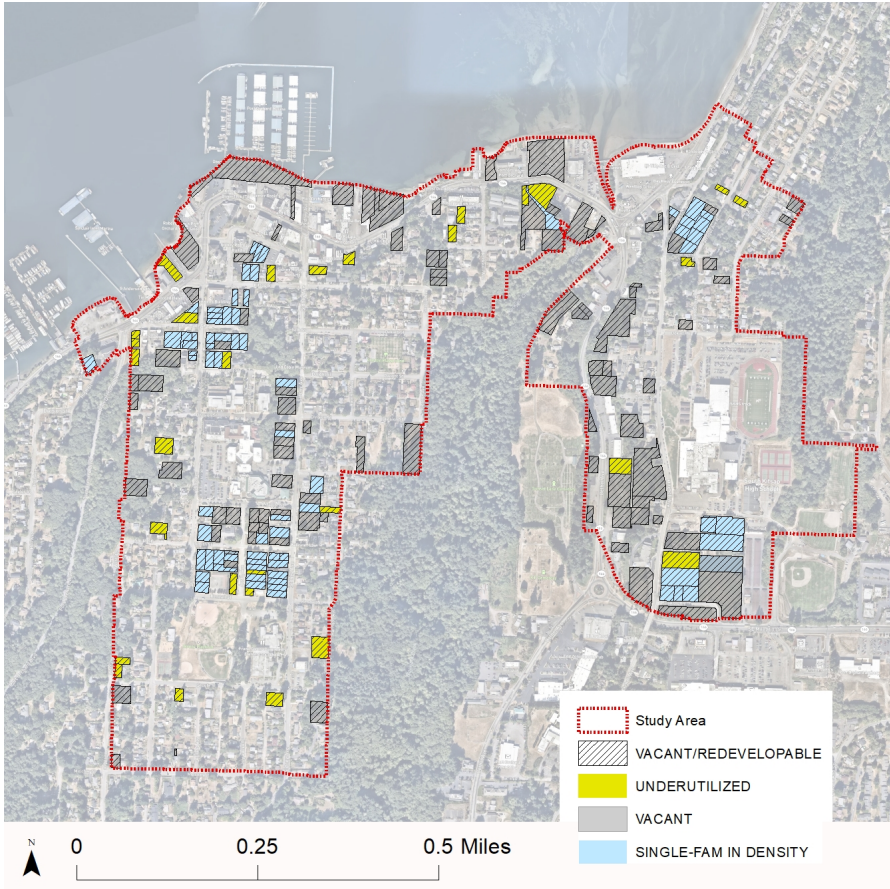 Study Area
VACANT/REDEVELOPABLE
UNDERUTILIZED
VACANT
SINGLE-FAM IN DENSITY
N
0 0.25 0.5 Miles